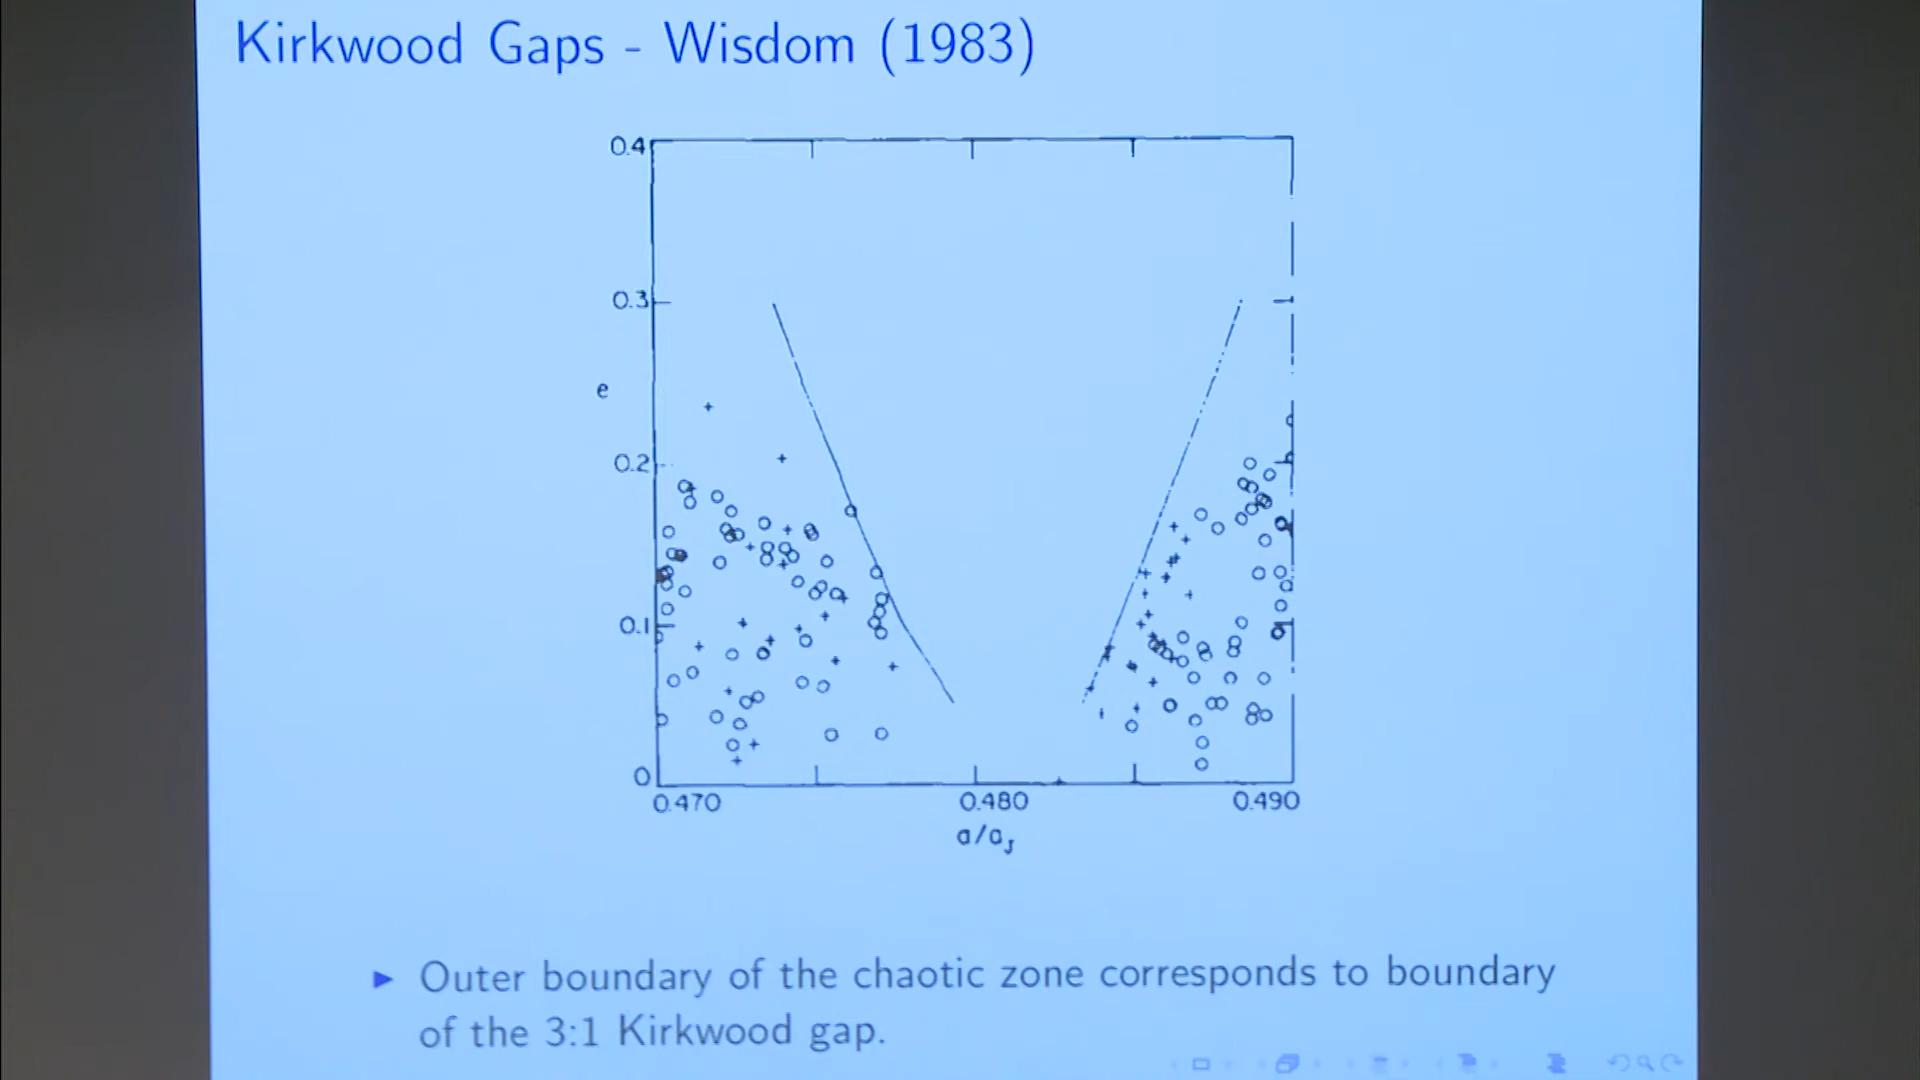 Kirkwood Gaps - Wisdom (1983)
0.4
0.3
e
0.2
0.1
0
0.470 0.480 0.490
a/aJ
Outer boundary of the chaotic zone corresponds to boundary
of the 3:1 Kirkwood gap.